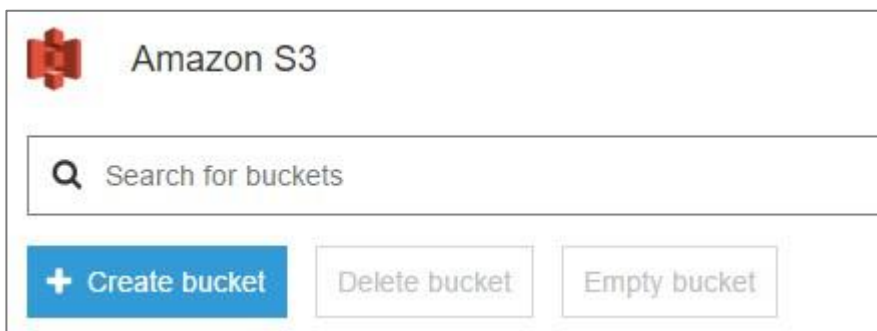 Amazon S3
Search for buckets
Create bucket Delete bucket Empty bucket